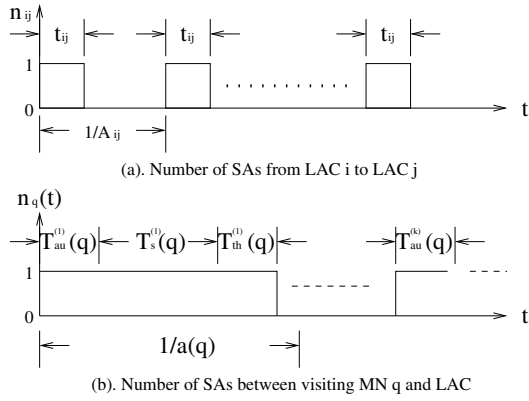 n ij
t ij t ij t ij
1
0
1/A ij
t
(a). Number of SAs from LAC i to LAC j
n q (t)
T au (1) (q) T s (1) (q) T th (1) (q) T au (k) (q)
1
0
t
1/a(q)
(b). Number of SAs between visiting MN q and LAC